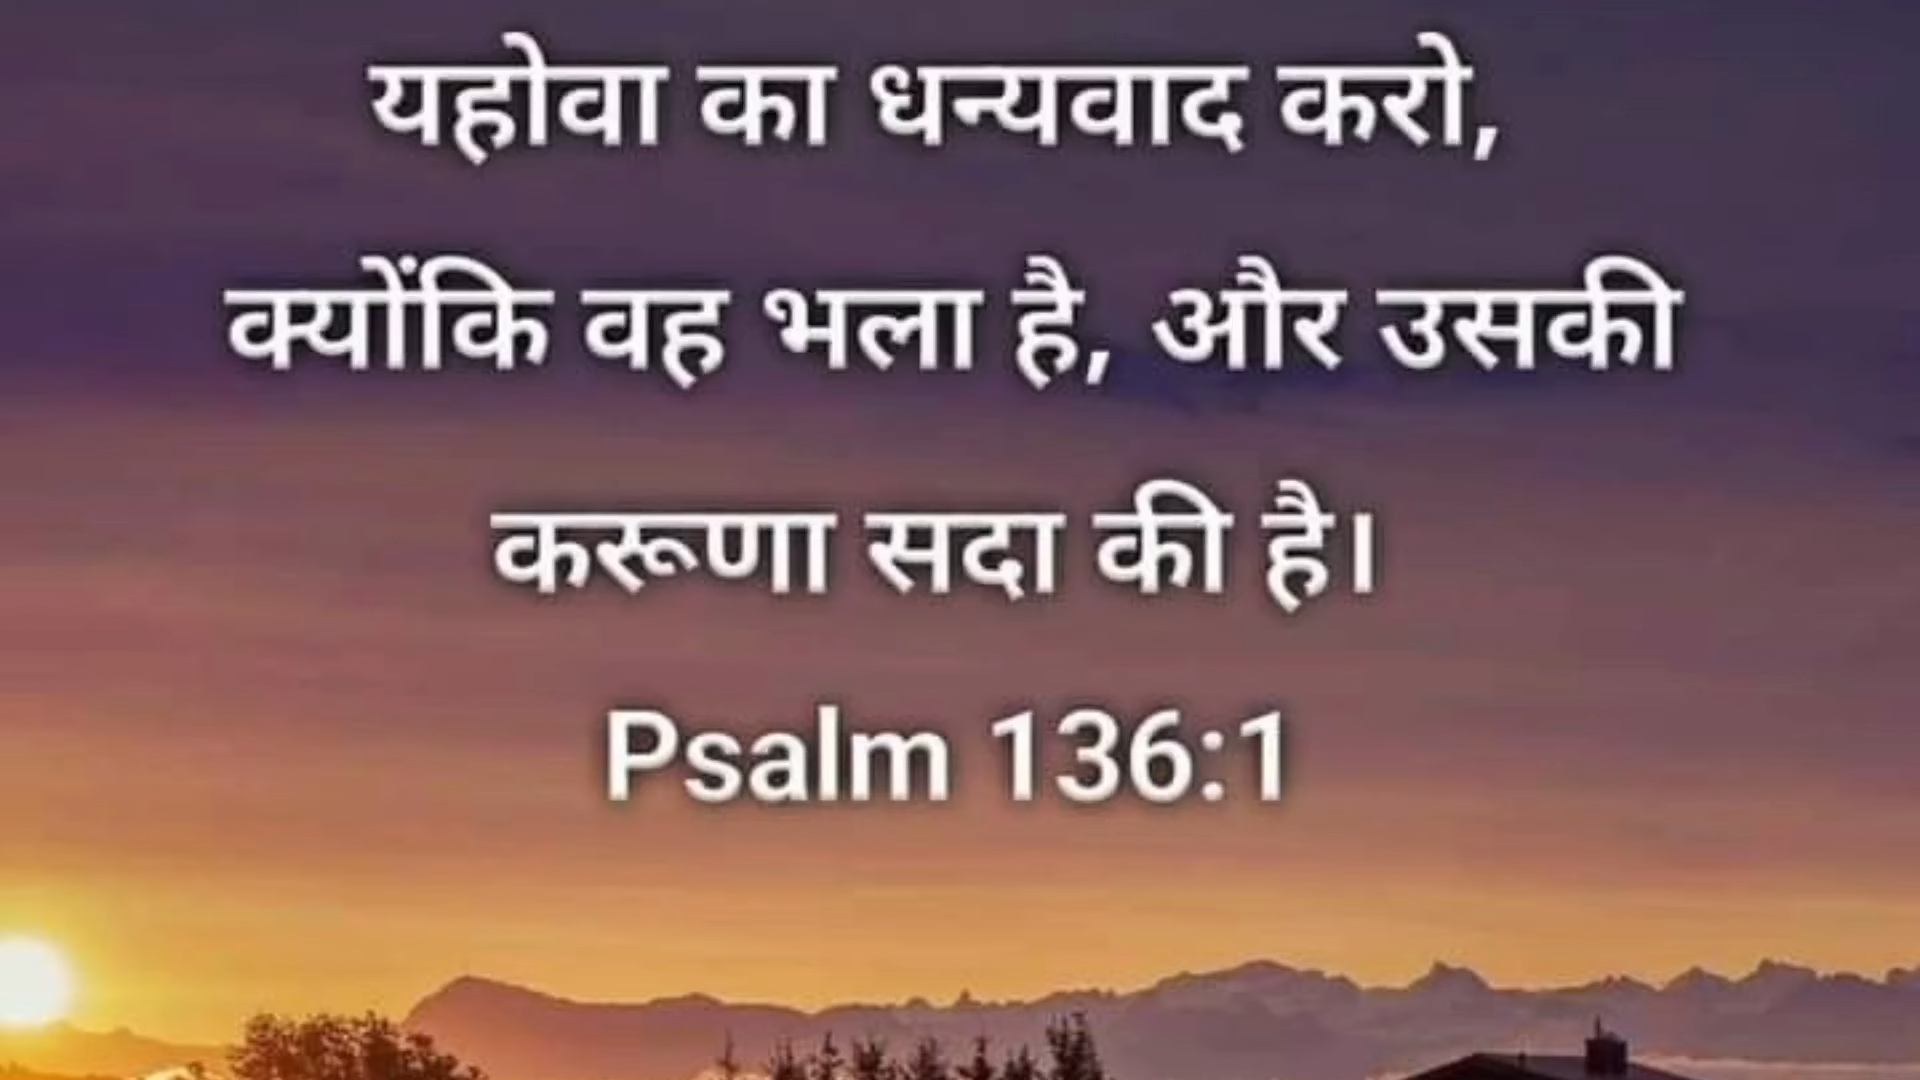 यहोवा का धन्यवाद करो,
क्योंकि वह भला है, और उसकी
करूणा सदा की है।
Psalm 136:1